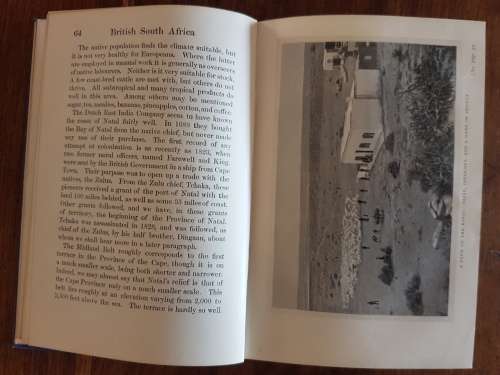 64 British South Africa
The native population finds the climate suitable, but
it is not very healthy for Europeans. Where the latter
are employed in manual work it is generally as overseers
of native labourers. Neither is it very suitable for stock.
A few coast-bred cattle are met with, but others do not
thrive. All subtropical and many tropical products do
well in this area. Among others may be mentioned
sugar, tea, mealies, bananas, pineapples, cotton, and coffee.
The Dutch East India Company seem to have known
the coast of Natal fairly well. In 1689 they bought
the Bay of Natal from the native chief, but never made
any use of their purchase. The first record of any
attempt at colonisation is as recently as 1823, when
two former naval officers, named Farewell and King
were sent by the British Government in a ship from Cape
Town. Their purpose was to open up a trade with the
natives, the Zulus. From the Zulu chief, Tchaka, these
pioneers received a grant of the port of Natal with the
land 100 miles behind, as well as some 35 miles of coast.
Other grants followed, and we have, in these grants
of territory, the beginning of the Province of Natal.
Tchaka was assassinated in 1828, and was followed, as
chief of the Zulus, by his half brother, Dingaan, about
whom we shall hear more in a later paragraph.
The Midland Belt roughly corresponds to the first
terrace in the Province of the Cape, though it is on
a much smaller scale, being both shorter and narrower.
Indeed, we may almost say that Natal's relief is that of
the Cape Province only on a much smaller scale. This
belt lies roughly at an elevation varying from 2,000 to
feet above the sea. The terrace is hardly so well
A FARM ON THE